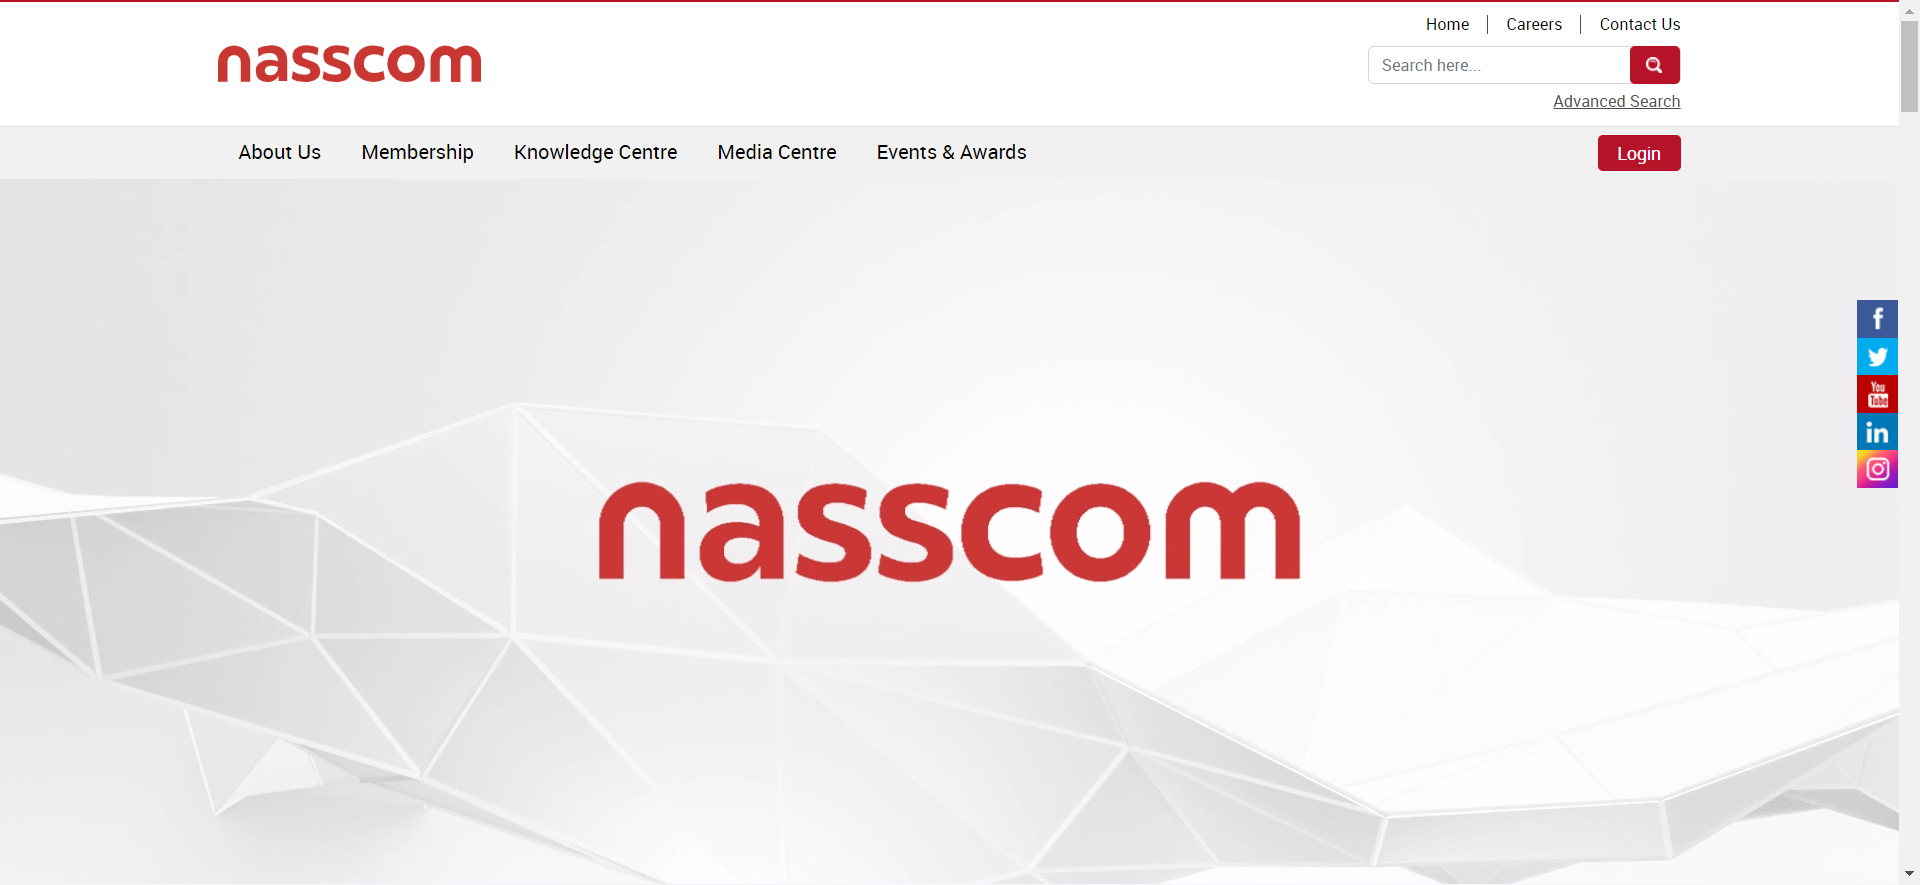 Home
Careers
Contact Us
nasscom
Search here...
Advanced Search
About Us
Membership
Knowledge Centre
Media Centre
Events & Awards
Login
f
You
Tube
in
nasscom